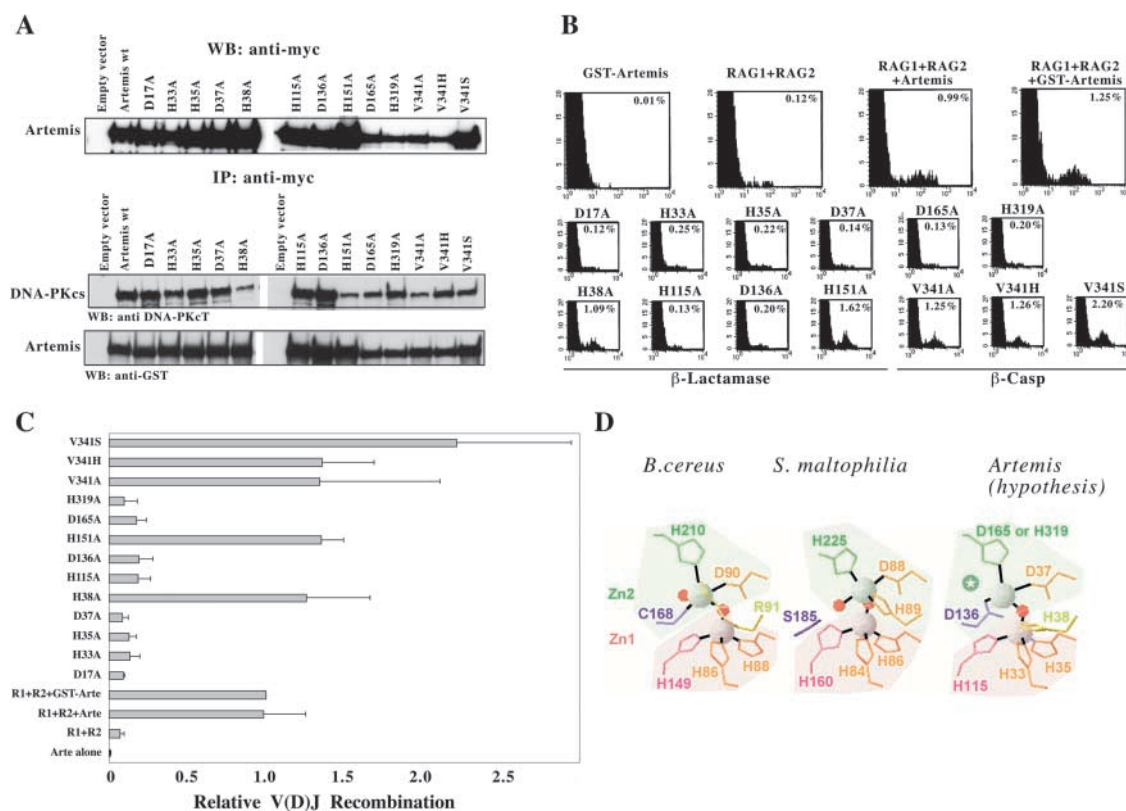 A
WB: anti-myc
Empty vector
Artemis wt
D17A
H33A
H35A
D37A
H38A
H115A
D136A
H151A
D165A
H319A
V341A
V341H
V341S
Artemis
IP: anti-myc
Empty vector
Artemis wt
D17A
H33A
H35A
D37A
H38A
Empty vector
H115A
D136A
H151A
D165A
H319A
V341A
V341H
V341S
DNA-PKcs
WB: anti DNA-PKcT
Artemis
WB: anti-GST
B
GST-Artemis
0.01%
RAG1+RAG2
0.12%
RAG1+RAG2
+Artemis
0.99%
RAG1+RAG2
+GST-Artemis
1.25%
D17A
0.12%
H33A
0.25%
H35A
0.22%
D37A
0.14%
D165A
0.13%
H319A
0.20%
H38A
1.09%
H115A
0.13%
D136A
0.20%
H151A
1.62%
V341A
1.25%
V341H
1.26%
V341S
2.20%
β-Lactamase
β-Casp
C
V341S
V341H
V341A
H319A
D165A
H151A
D136A
H115A
H38A
D37A
H35A
H33A
D17A
R1+R2+GST-Arte
R1+R2+Arte
R1+R2
Arte alone
0 0.5 1.0 1.5 2.0 2.5
Relative V(D)J Recombination
D
B.cereus
S. maltophilia
Artemis
(hypothesis)
H210
D90
Zn2
C168
R91
Zn1
H86
H88
H149
H225
D88
H89
S185
H84
H86
H160
D165 or H319
D37
D136
H38
H33
H35
H115